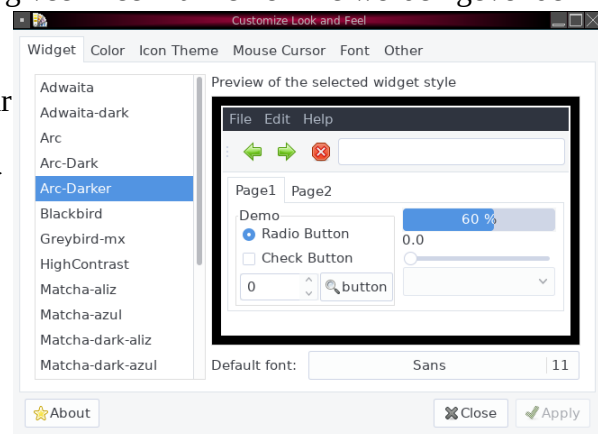 Customize Look and Feel
Widget Color Icon Theme Mouse Cursor Font Other
Adwaita
Adwaita-dark
Arc
Arc-Dark
Arc-Darker
Blackbird
Greybird-mx
HighContrast
Matcha-aliz
Matcha-azul
Matcha-dark-aliz
Matcha-dark-azul
Preview of the selected widget style
File Edit Help
Page1 Page2
Demo
Radio Button
Check Button
0 button
60 %
0.0
Default font: Sans 11
About Close Apply